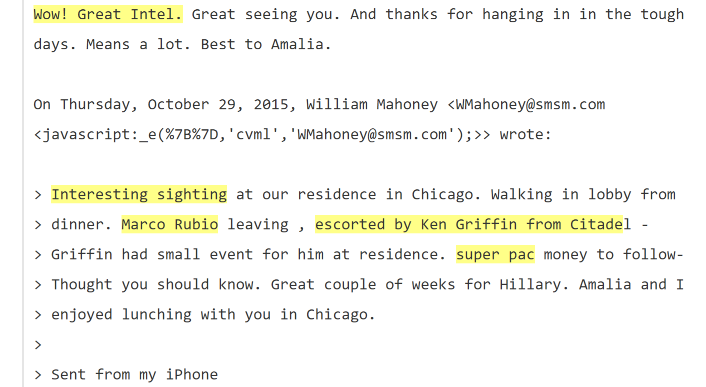 Wow! Great Intel. Great seeing you. And thanks for hanging in in the tough
days. Means a lot. Best to Amalia.
On Thursday, October 29, 2015, William Mahoney <WMahoney@smsm.com
<javascript:_e(%7B%7D,'cvml','WMahoney@smsm.com');>> wrote:
> Interesting sighting at our residence in Chicago. Walking in lobby from
> dinner. Marco Rubio leaving , escorted by Ken Griffin from Citadel -
> Griffin had small event for him at residence. super pac money to follow-
> Thought you should know. Great couple of weeks for Hillary. Amalia and I
> enjoyed lunching with you in Chicago.
>
> Sent from my iPhone